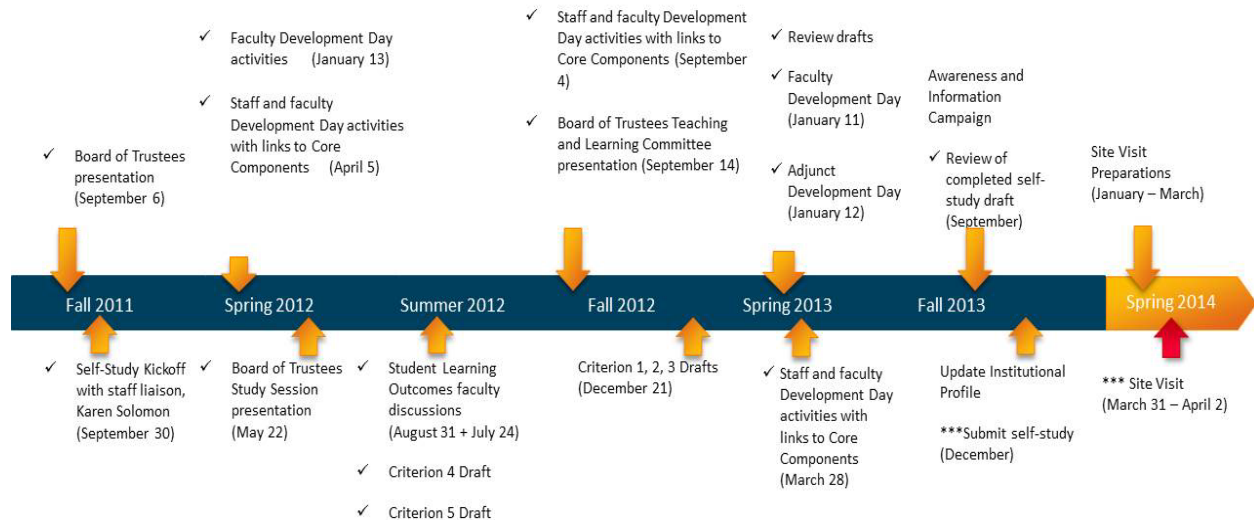 ✓ Faculty Development Day
activities (January 13)
✓ Staff and faculty
Development Day activities
with links to Core
Components (April 5)
✓ Staff and faculty Development
Day activities with links to
Core Components (September
4)
✓ Board of Trustees Teaching
and Learning Committee
presentation (September 14)
✓ Review drafts
✓ Faculty
Development Day
(January 11)
✓ Adjunct
Development Day
(January 12)
Awareness and
Information
Campaign
✓ Review of
completed self-
study draft
(September)
✓ Board of Trustees
presentation
(September 6)
Site Visit
Preparations
(January – March)
Fall 2011
Spring 2012
Summer 2012
Fall 2012
Spring 2013
Fall 2013
Spring 2014
✓ Self-Study Kickoff
with staff liaison,
Karen Solomon
(September 30)
✓ Board of Trustees
Study Session
presentation
(May 22)
✓ Student Learning
Outcomes faculty
discussions
(August 31 + July 24)
✓ Criterion 4 Draft
✓ Criterion 5 Draft
Criterion 1, 2, 3 Drafts
(December 21)
✓ Staff and faculty
Development Day
activities with
links to Core
Components
(March 28)
Update Institutional
Profile
***Submit self-study
(December)
*** Site Visit
(March 31 – April 2)